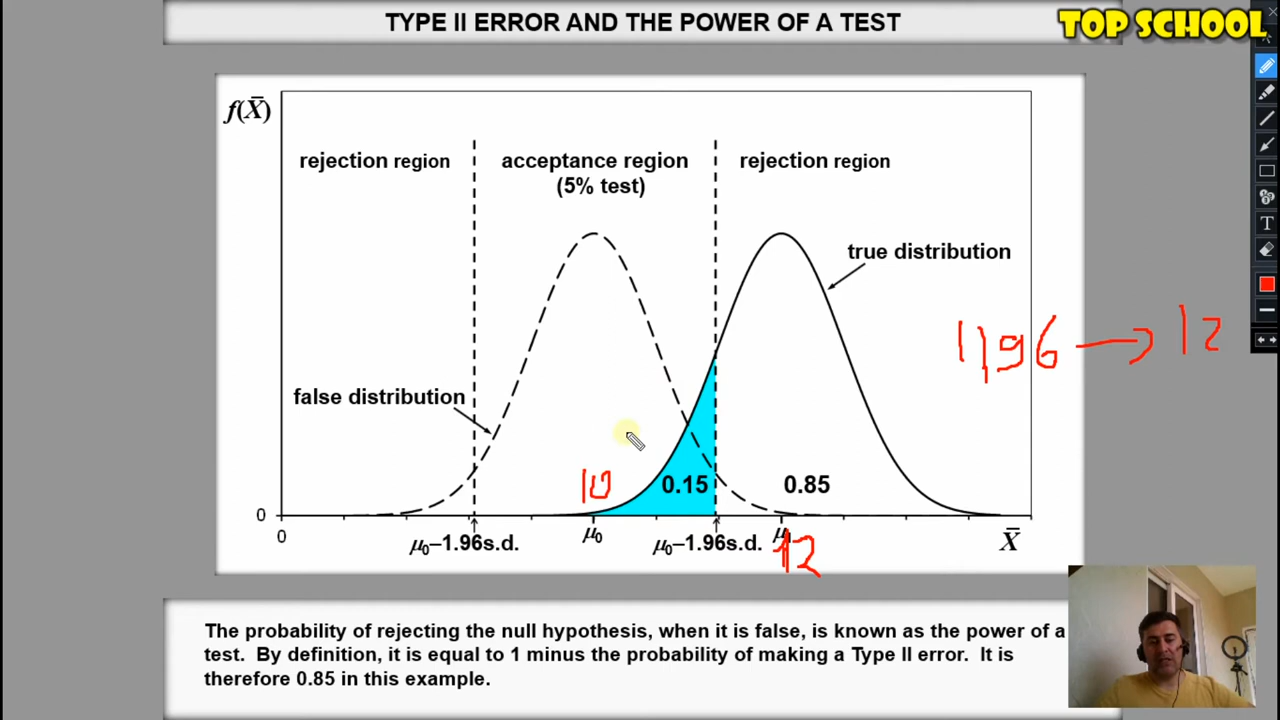 TYPE II ERROR AND THE POWER OF A TEST
TOP SCHOOL
f(X̄)
rejection region
acceptance region
(5% test)
rejection region
true distribution
1,96 → 12
false distribution
10
0.15
0.85
0
0
μ₀–1.96s.d.
μ₀
μ₀–1.96s.d.
μ
12
X̄
The probability of rejecting the null hypothesis, when it is false, is known as the power of a
test. By definition, it is equal to 1 minus the probability of making a Type II error. It is
therefore 0.85 in this example.